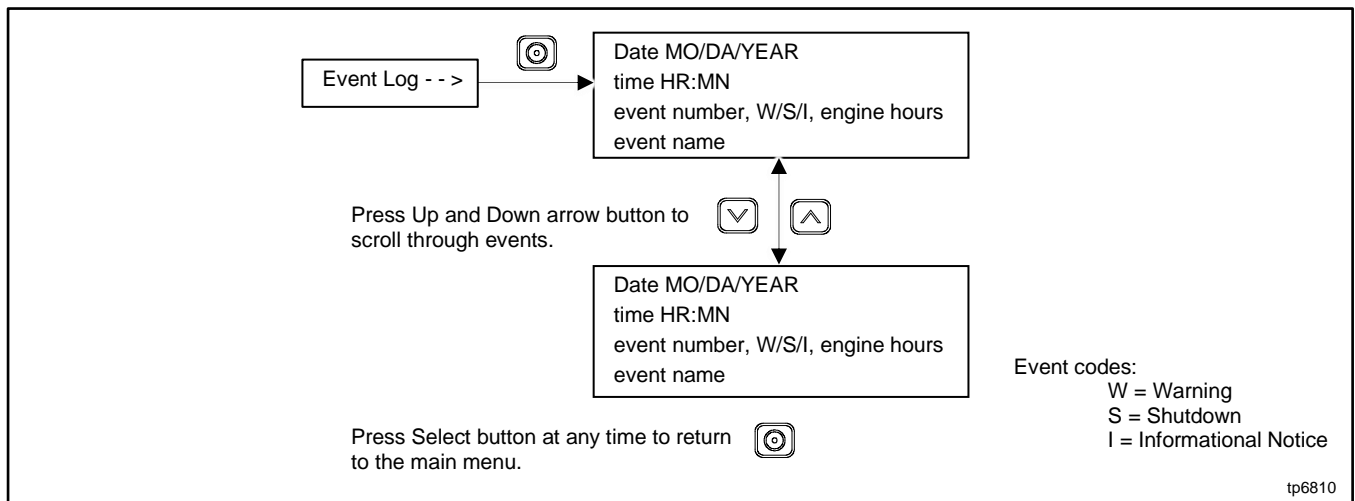 Event Log - - >
Date MO/DA/YEAR
time HR:MN
event number, W/S/I, engine hours
event name
Press Up and Down arrow button to
scroll through events.
Date MO/DA/YEAR
time HR:MN
event number, W/S/I, engine hours
event name
Event codes:
W = Warning
S = Shutdown
I = Informational Notice
Press Select button at any time to return
to the main menu.
tp6810